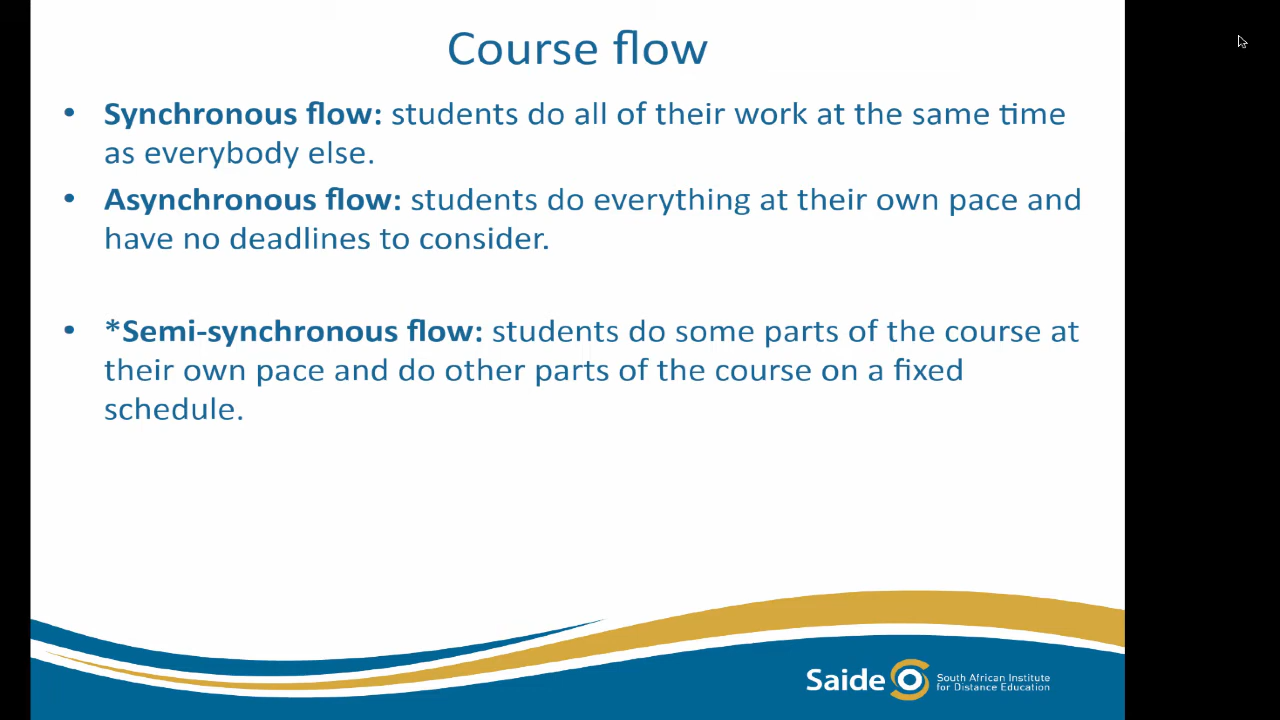 Course flow
• Synchronous flow: students do all of their work at the same time
as everybody else.
• Asynchronous flow: students do everything at their own pace and
have no deadlines to consider.
• *Semi-synchronous flow: students do some parts of the course at
their own pace and do other parts of the course on a fixed
schedule.
Saide
South African Institute
for Distance Education